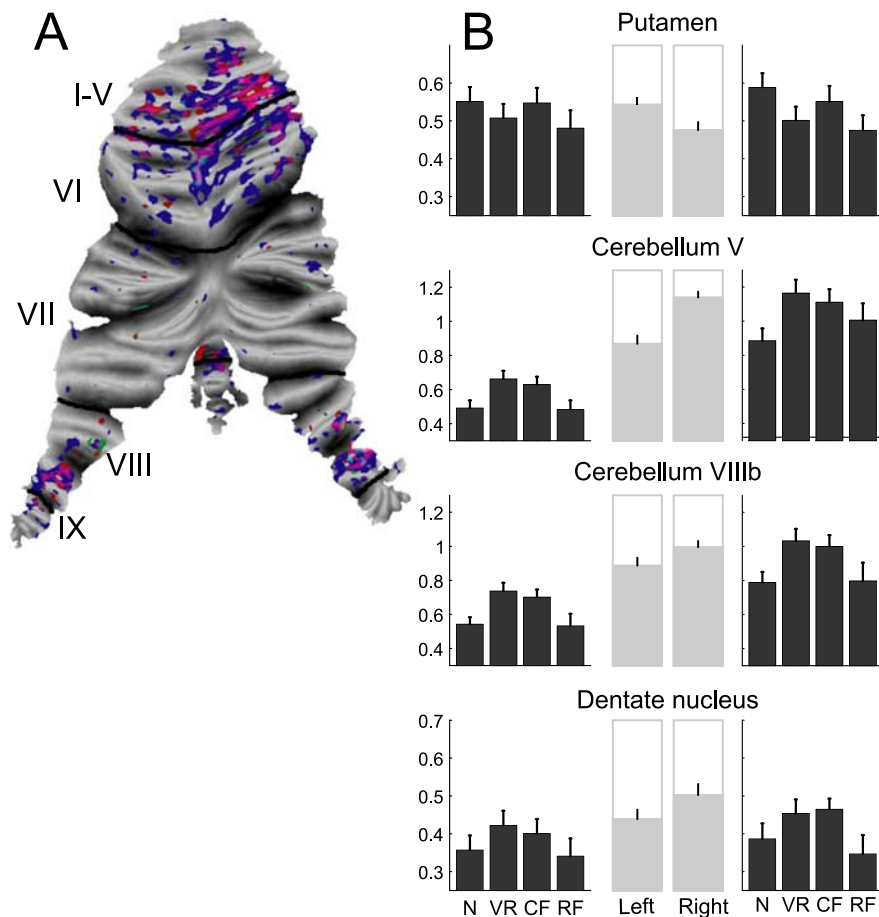 A
B
I-V
VI
VII
VIII
IX
Putamen
0.6
0.5
0.4
0.3
Cerebellum V
1.2
1
0.8
0.6
0.4
Cerebellum VIIIb
1.2
1
0.8
0.6
0.4
Dentate nucleus
0.7
0.5
0.4
0.3
N VR CF RF Left Right N VR CF RF